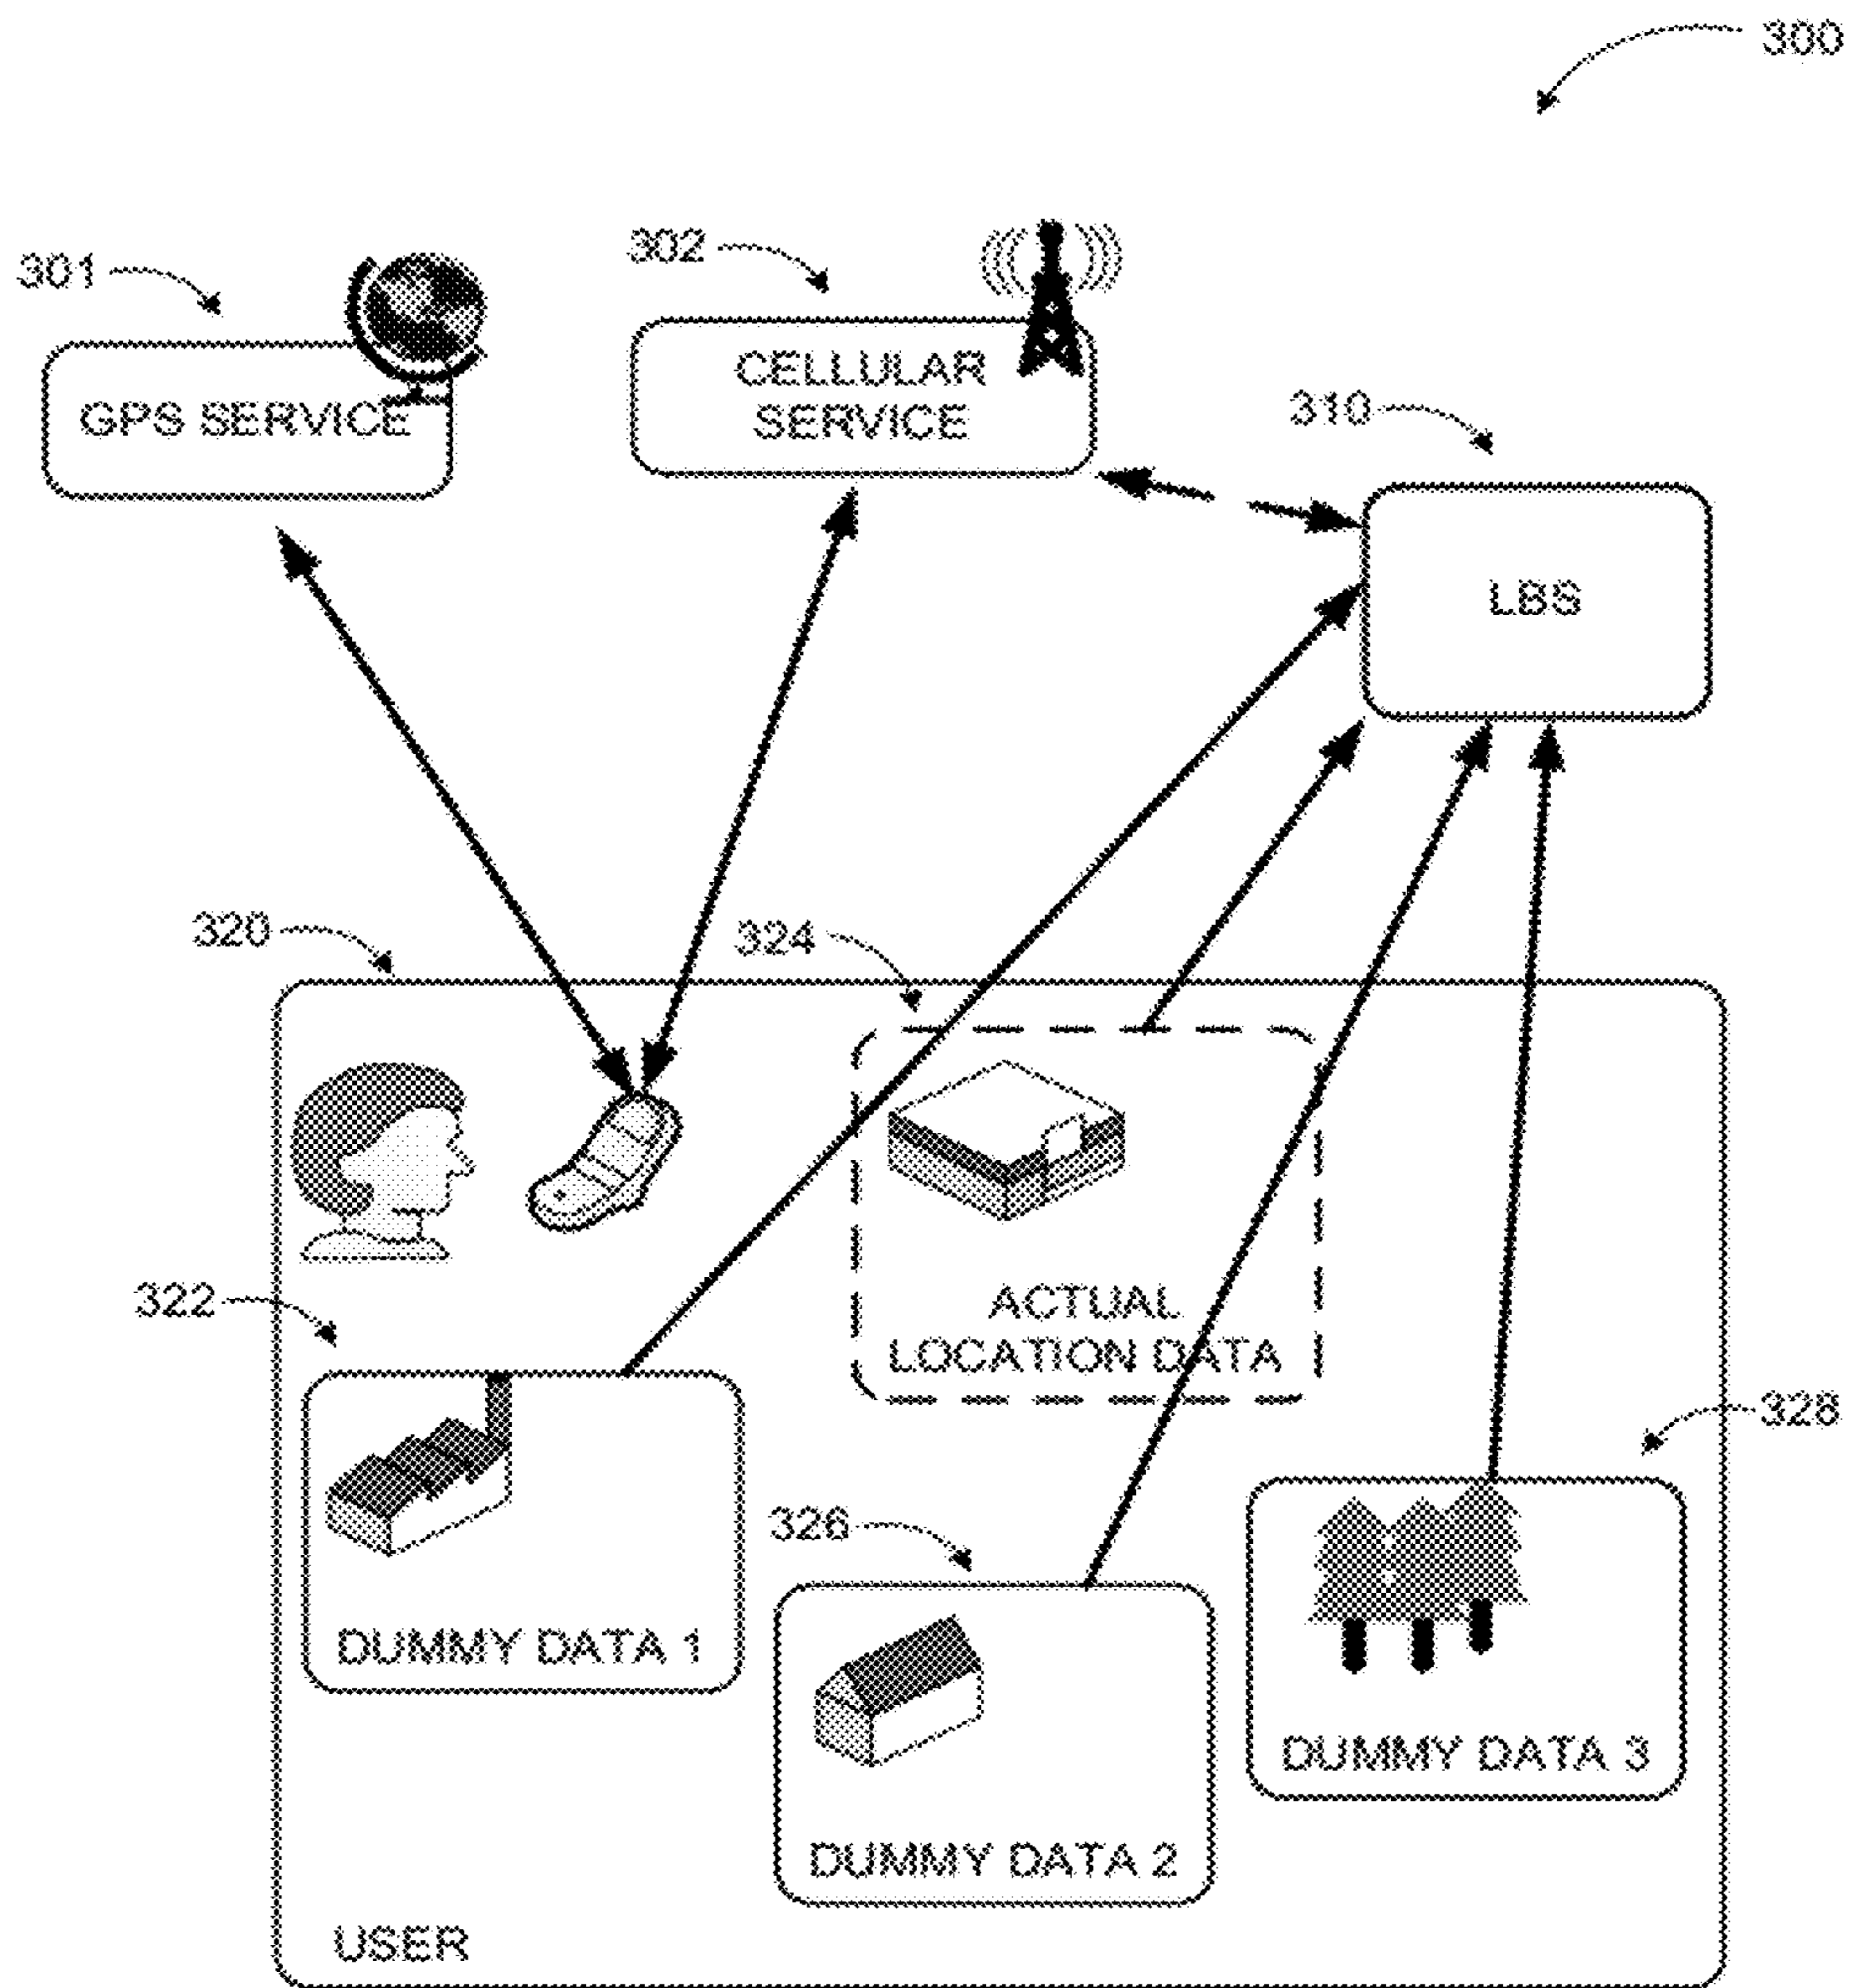 300
301
302
GPS SERVICE
CELLULAR
SERVICE
310
LBS
320
324
322
ACTUAL
LOCATION DATA
328
326
DUMMY DATA 1
DUMMY DATA 3
DUMMY DATA 2
USER